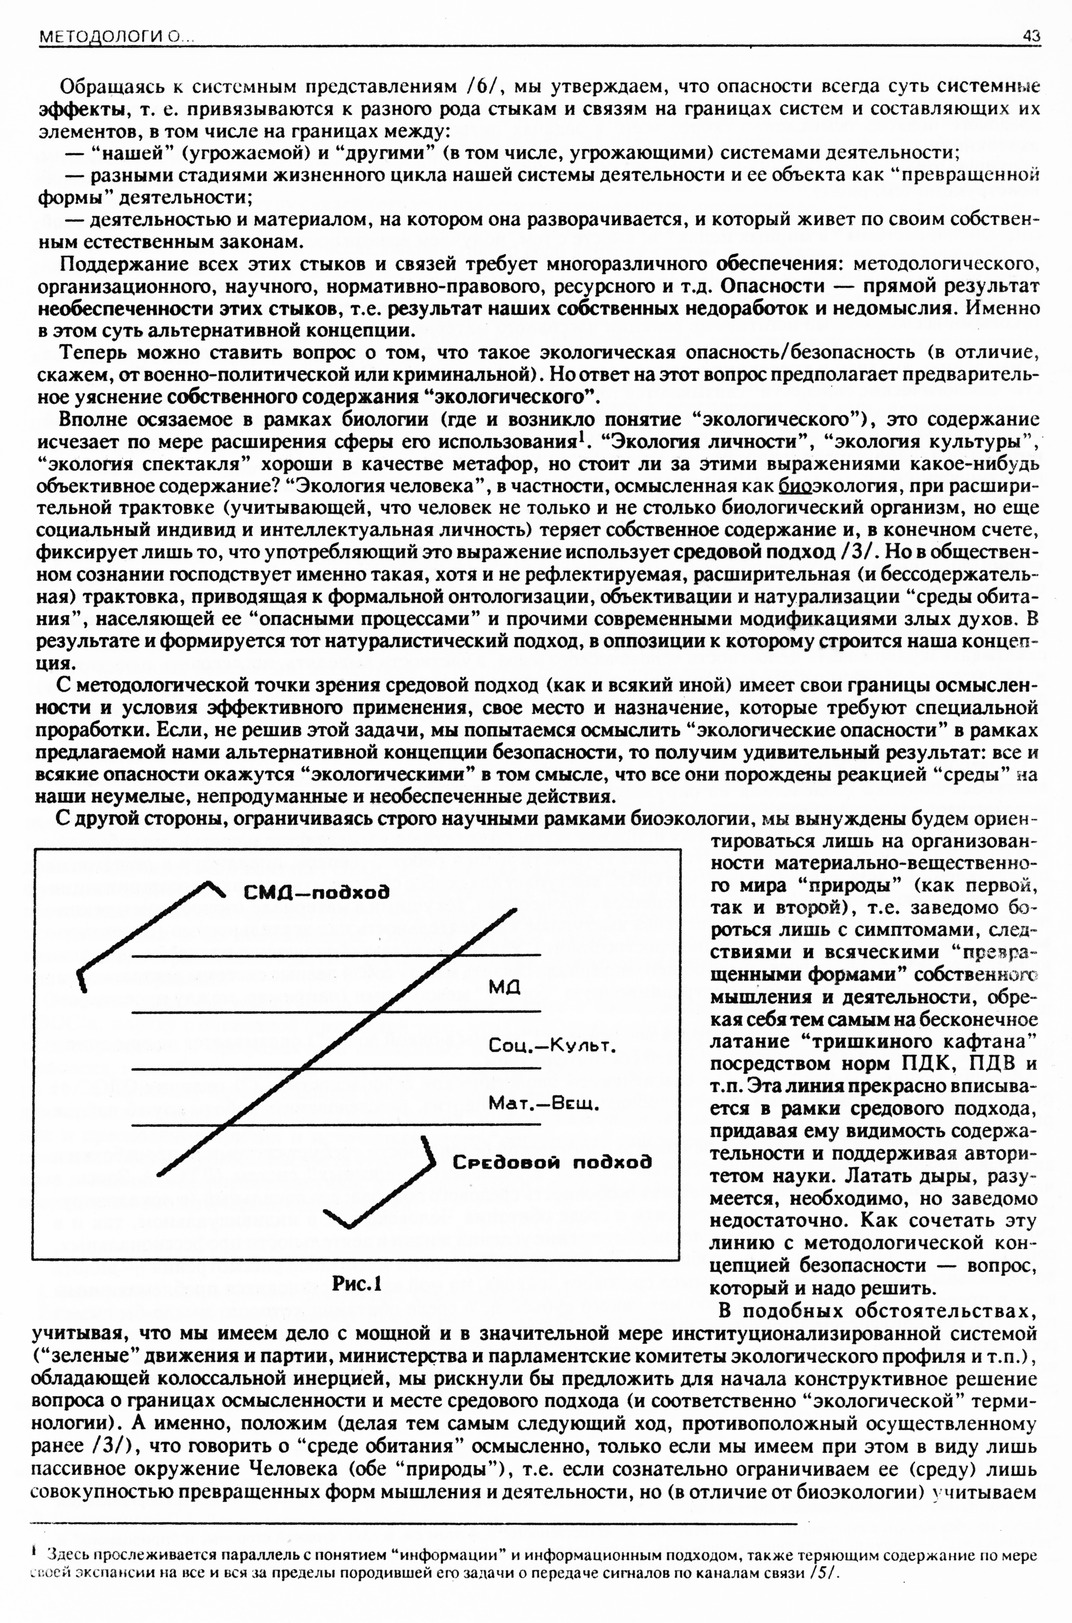 МЕТОДОЛОГИ О... 43
Обращаясь к системным представлениям /6/, мы утверждаем, что опасности всегда суть системные
эффекты, т. е. привязываются к разного рода стыкам и связям на границах систем и составляющих их
элементов, в том числе на границах между:
— “нашей” (угрожаемой) и “другими” (в том числе, угрожающими) системами деятельности;
— разными стадиями жизненного цикла нашей системы деятельности и ее объекта как “превращенной
формы” деятельности;
— деятельностью и материалом, на котором она разворачивается, и который живет по своим собствен-
ным естественным законам.
Поддержание всех этих стыков и связей требует многоразличного обеспечения: методологического,
организационного, научного, нормативно-правового, ресурсного и т.д. Опасности — прямой результат
необеспеченности этих стыков, т.е. результат наших собственных недоработок и недомыслия. Именно
в этом суть альтернативной концепции.
Теперь можно ставить вопрос о том, что такое экологическая опасность/безопасность (в отличие,
скажем, от военно-политической или криминальной). Но ответ на этот вопрос предполагает предваритель-
ное уяснение собственного содержания “экологического”.
Вполне осязаемое в рамках биологии (где и возникло понятие “экологического”), это содержание
исчезает по мере расширения сферы его использования¹. “Экология личности”, “экология культуры”,
“экология спектакля” хороши в качестве метафор, но стоит ли за этими выражениями какое-нибудь
объективное содержание? “Экология человека”, в частности, осмысленная как биоэкология, при расшири-
тельной трактовке (учитывающей, что человек не только и не столько биологический организм, но еще
социальный индивид и интеллектуальная личность) теряет собственное содержание и, в конечном счете,
фиксирует лишь то, что употребляющий это выражение использует средовой подход /3/. Но в обществен-
ном сознании господствует именно такая, хотя и не рефлектируемая, расширительная (и бессодержатель-
ная) трактовка, приводящая к формальной онтологизации, объективации и натурализации “среды обита-
ния”, населяющей ее “опасными процессами” и прочими современными модификациями злых духов. В
результате и формируется тот натуралистический подход, в оппозиции к которому строится наша концеп-
ция.
С методологической точки зрения средовой подход (как и всякий иной) имеет свои границы осмыслен-
ности и условия эффективного применения, свое место и назначение, которые требуют специальной
проработки. Если, не решив этой задачи, мы попытаемся осмыслить “экологические опасности” в рамках
предлагаемой нами альтернативной концепции безопасности, то получим удивительный результат: все и
всякие опасности окажутся “экологическими” в том смысле, что все они порождены реакцией “среды” на
наши неумелые, непродуманные и необеспеченные действия.
С другой стороны, ограничиваясь строго научными рамками биоэкологии, мы вынуждены будем ориен-
тироваться лишь на организован-
ности материально-вещественно-
го мира “природы” (как первой,
так и второй), т.е. заведомо бо-
роться лишь с симптомами, след-
ствиями и всяческими “превра-
щенными формами” собственного
мышления и деятельности, обре-
кая себя тем самым на бесконечное
латание “тришкиного кафтана”
посредством норм ПДК, ПДВ и
т.п. Эта линия прекрасно вписыва-
ется в рамки средового подхода,
придавая ему видимость содержа-
тельности и поддерживая автори-
тетом науки. Латать дыры, разу-
меется, необходимо, но заведомо
недостаточно. Как сочетать эту
линию с методологической кон-
цепцией безопасности — вопрос,
который и надо решить.
СМД—подход
МД
Соц.—Культ.
Мат.—Вещ.
Средовой подход
Рис.1
В подобных обстоятельствах,
учитывая, что мы имеем дело с мощной и в значительной мере институционализированной системой
(“зеленые” движения и партии, министерства и парламентские комитеты экологического профиля и т.п.),
обладающей колоссальной инерцией, мы рискнули бы предложить для начала конструктивное решение
вопроса о границах осмысленности и месте средового подхода (и соответственно “экологической” терми-
нологии). А именно, положим (делая тем самым следующий ход, противоположный осуществленному
ранее /3/), что говорить о “среде обитания” осмысленно, только если мы имеем при этом в виду лишь
пассивное окружение Человека (обе “природы”), т.е. если сознательно ограничиваем ее (среду) лишь
совокупностью превращенных форм мышления и деятельности, но (в отличие от биоэкологии) учитываем
¹ Здесь прослеживается параллель с понятием “информации” и информационным подходом, также теряющим содержание по мере
своей экспансии на все и вся за пределы породившей его задачи о передаче сигналов по каналам связи /5/.